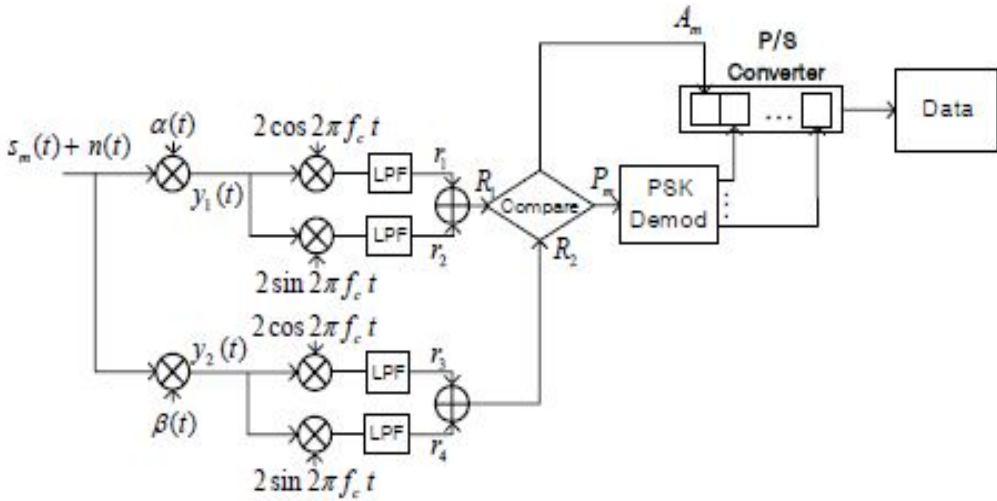 A_m
P/S
Converter
...
Data
s_m(t) + n(t)
α(t)
y_1(t)
2 cos 2π f_c t
LPF
r_1
LPF
r_2
2 sin 2π f_c t
R_1
Compare
P_m
PSK
Demod
R_2
y_2(t)
β(t)
2 cos 2π f_c t
LPF
r_3
LPF
r_4
2 sin 2π f_c t